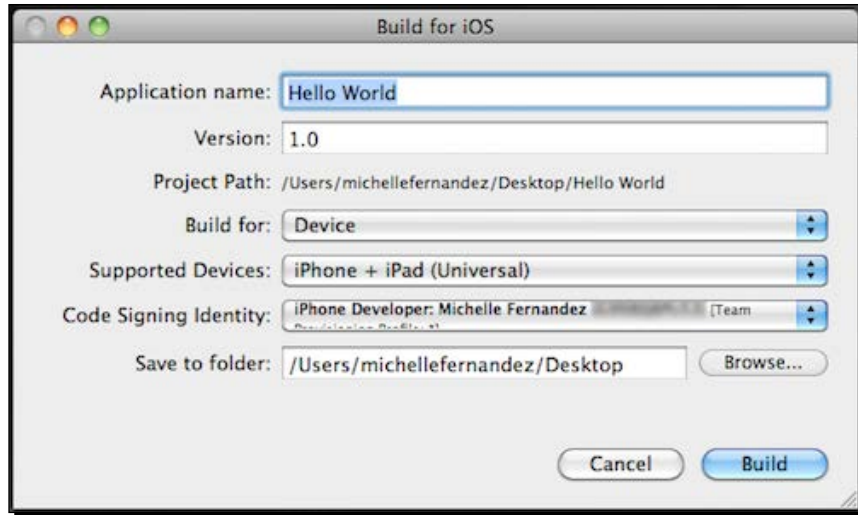 Build for iOS
Application name: Hello World
Version: 1.0
Project Path: /Users/michellefernandez/Desktop/Hello World
Build for: Device
Supported Devices: iPhone + iPad (Universal)
Code Signing Identity: iPhone Developer: Michelle Fernandez [Team
Provisioning Profile: *]
Save to folder: /Users/michellefernandez/Desktop Browse...
Cancel Build